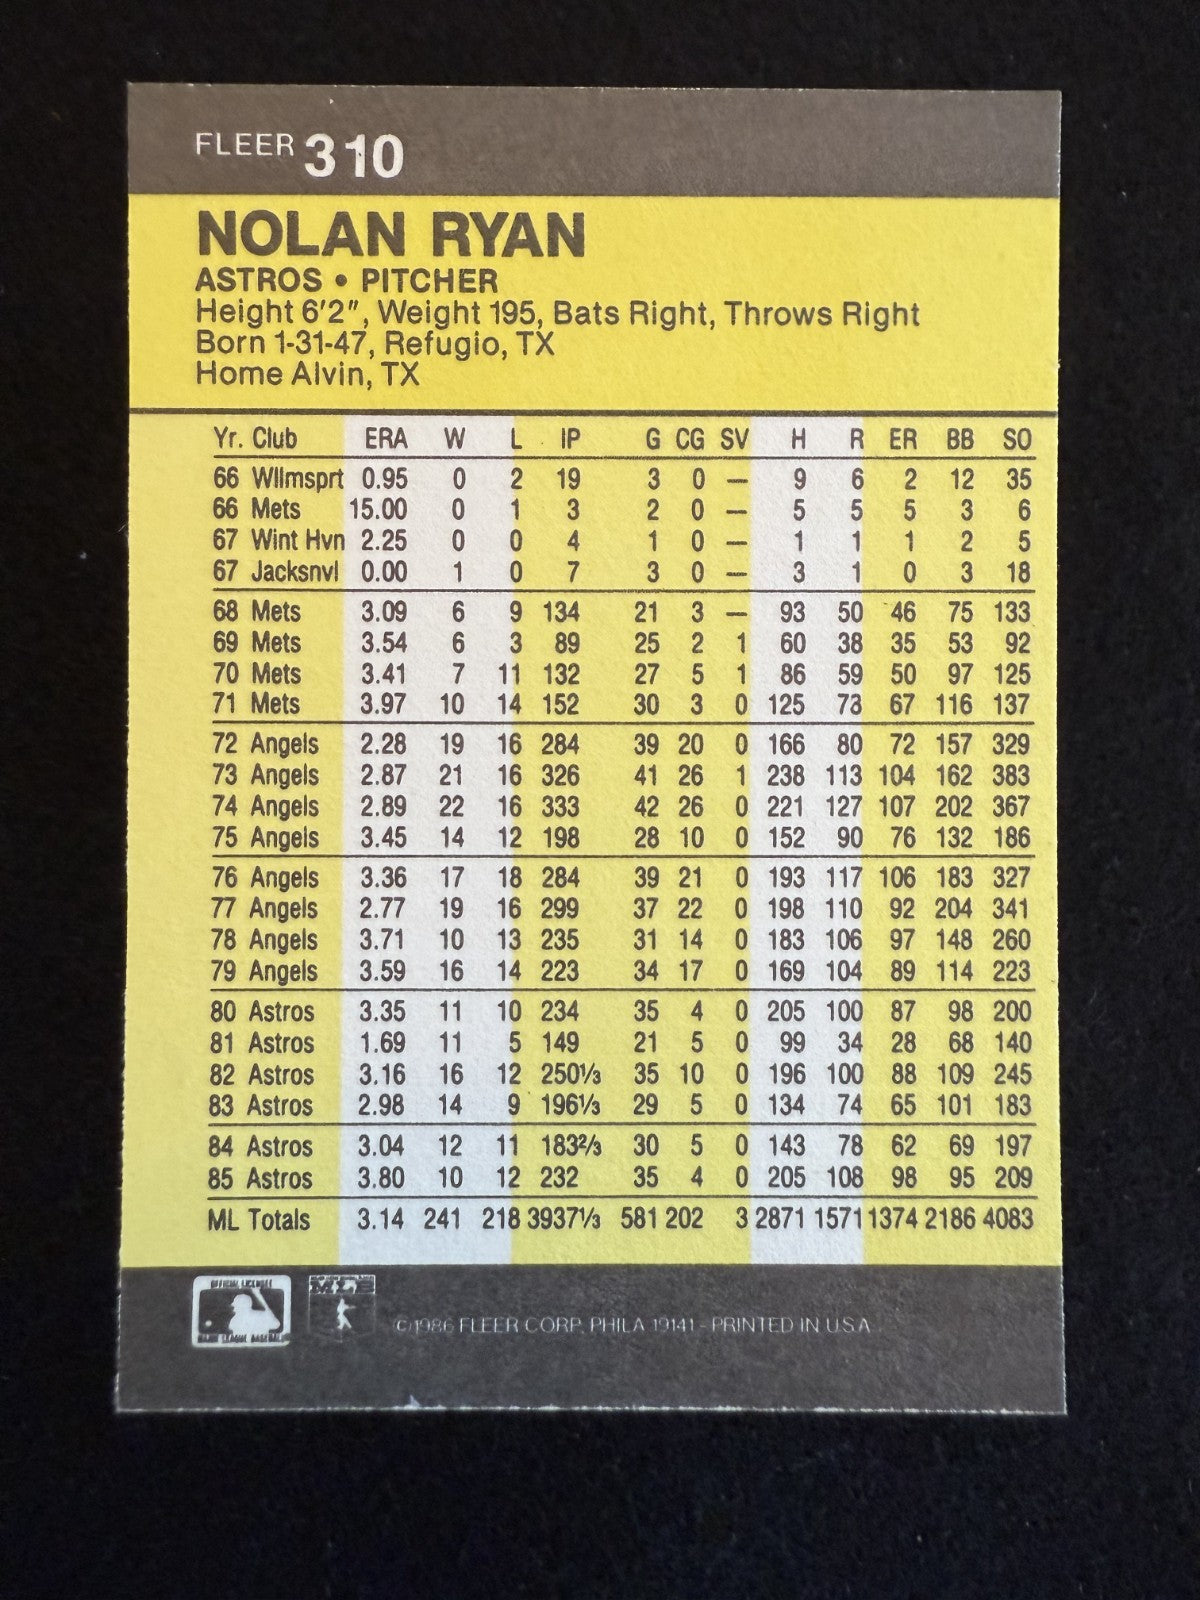 FLEER 310
NOLAN RYAN
ASTROS • PITCHER
Height 6'2", Weight 195, Bats Right, Throws Right
Born 1-31-47, Refugio, TX
Home Alvin, TX
Yr. Club ERA W L IP G CG SV H R ER BB SO
66 Wllmsprt 0.95 0 2 19 3 0 — 9 6 2 12 35
66 Mets 15.00 0 1 3 2 0 — 5 5 5 3 6
67 Wint Hvn 2.25 0 0 4 1 0 — 1 1 1 2 5
67 Jacksnvl 0.00 1 0 7 3 0 — 3 1 0 3 18
68 Mets 3.09 6 9 134 21 3 — 93 50 46 75 133
69 Mets 3.54 6 3 89 25 2 1 60 38 35 53 92
70 Mets 3.41 7 11 132 27 5 1 86 59 50 97 125
71 Mets 3.97 10 14 152 30 3 0 125 73 67 116 137
72 Angels 2.28 19 16 284 39 20 0 166 80 72 157 329
73 Angels 2.87 21 16 326 41 26 1 238 113 104 162 383
74 Angels 2.89 22 16 333 42 26 0 221 127 107 202 367
75 Angels 3.45 14 12 198 28 10 0 152 90 76 132 186
76 Angels 3.36 17 18 284 39 21 0 193 117 106 183 327
77 Angels 2.77 19 16 299 37 22 0 198 110 92 204 341
78 Angels 3.71 10 13 235 31 14 0 183 106 97 148 260
79 Angels 3.59 16 14 223 34 17 0 169 104 89 114 223
80 Astros 3.35 11 10 234 35 4 0 205 100 87 98 200
81 Astros 1.69 11 5 149 21 5 0 99 34 28 68 140
82 Astros 3.16 16 12 250⅓ 35 10 0 196 100 88 109 245
83 Astros 2.98 14 9 196⅓ 29 5 0 134 74 65 101 183
84 Astros 3.04 12 11 183⅔ 30 5 0 143 78 62 69 197
85 Astros 3.80 10 12 232 35 4 0 205 108 98 95 209
ML Totals 3.14 241 218 3937⅓ 581 202 3 2871 1571 1374 2186 4083
OFFICIAL LICENSEE
MAJOR LEAGUE BASEBALL
©1986 FLEER CORP. PHILA 19141 - PRINTED IN U.S.A.